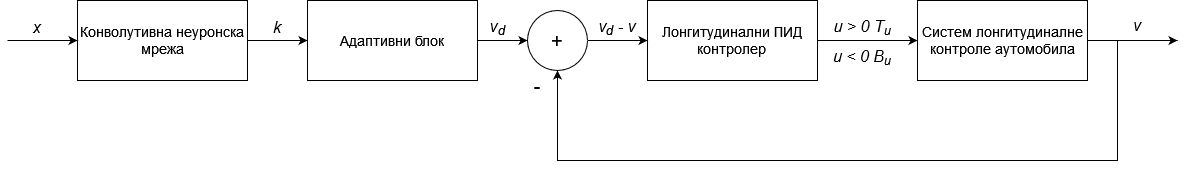 x
Конволутивна неуронска
мрежа
k
Адаптивни блок
v_d
+
-
v_d - v
Лонгитудинални ПИД
контролер
u > 0 T_u
u < 0 B_u
Систем лонгитудиналне
контроле аутомобила
v